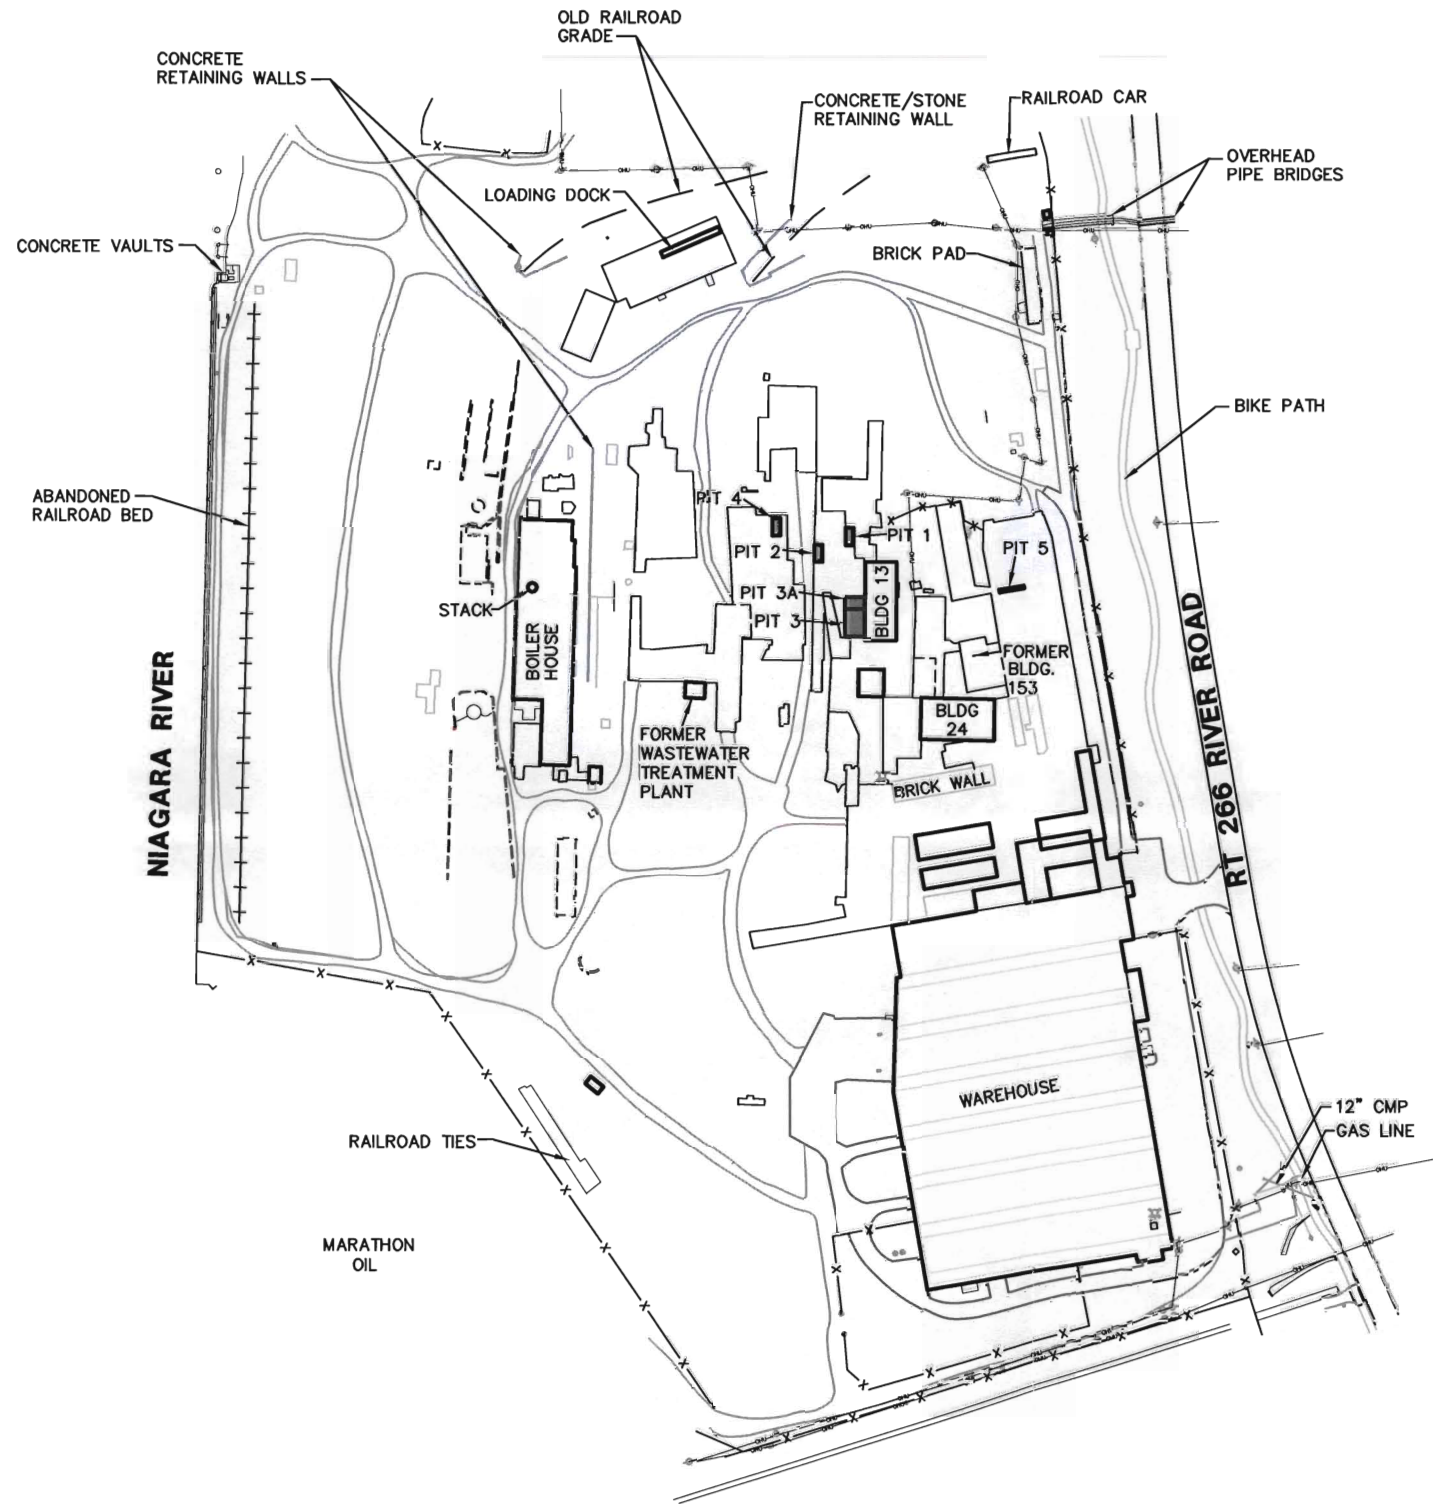 OLD RAILROAD
GRADE
CONCRETE
RETAINING WALLS
CONCRETE/STONE
RETAINING WALL
RAILROAD CAR
OVERHEAD
PIPE BRIDGES
LOADING DOCK
CONCRETE VAULTS
BRICK PAD
BIKE PATH
ABANDONED
RAILROAD BED
PIT 4
PIT 1
PIT 2
PIT 5
PIT 3A
PIT 3
BLDG 13
STACK
BOILER
HOUSE
FORMER
BLDG.
153
BLDG
24
NIAGARA RIVER
RT 266 RIVER ROAD
FORMER
WASTEWATER
TREATMENT
PLANT
BRICK WALL
WAREHOUSE
12" CMP
GAS LINE
RAILROAD TIES
MARATHON
OIL